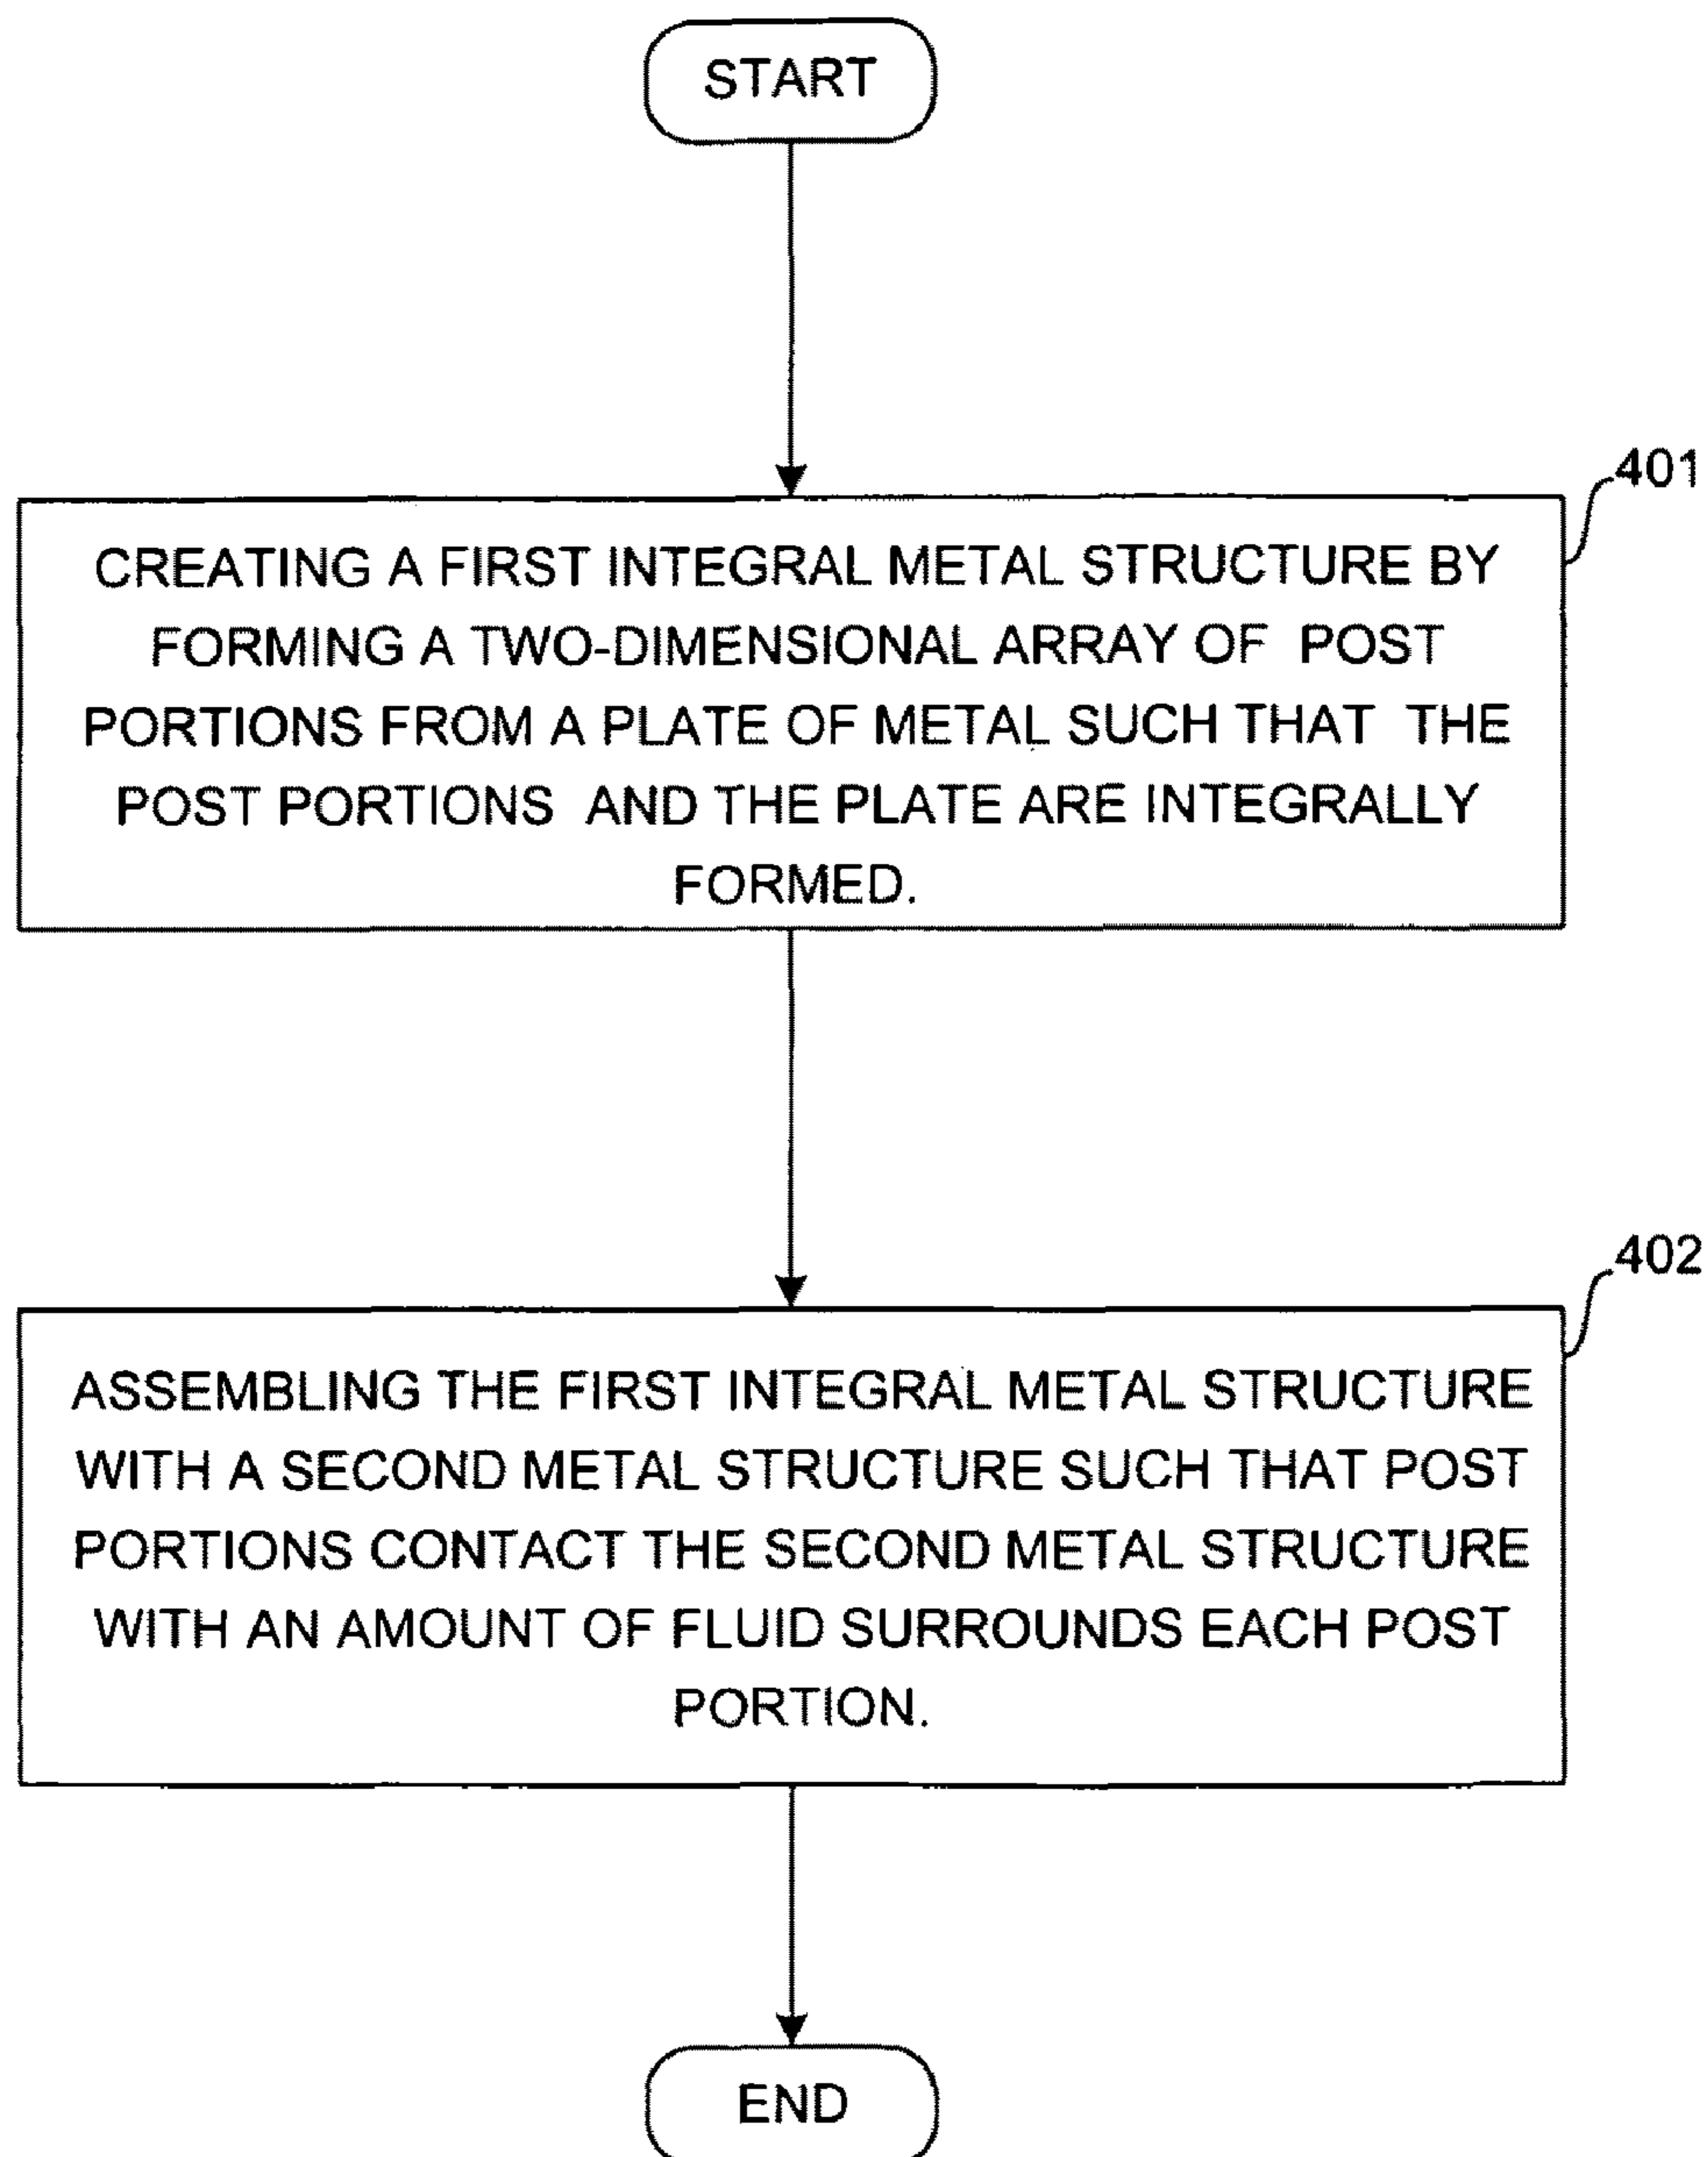 START
401
CREATING A FIRST INTEGRAL METAL STRUCTURE BY
FORMING A TWO-DIMENSIONAL ARRAY OF POST
PORTIONS FROM A PLATE OF METAL SUCH THAT THE
POST PORTIONS AND THE PLATE ARE INTEGRALLY
FORMED.
402
ASSEMBLING THE FIRST INTEGRAL METAL STRUCTURE
WITH A SECOND METAL STRUCTURE SUCH THAT POST
PORTIONS CONTACT THE SECOND METAL STRUCTURE
WITH AN AMOUNT OF FLUID SURROUNDS EACH POST
PORTION.
END